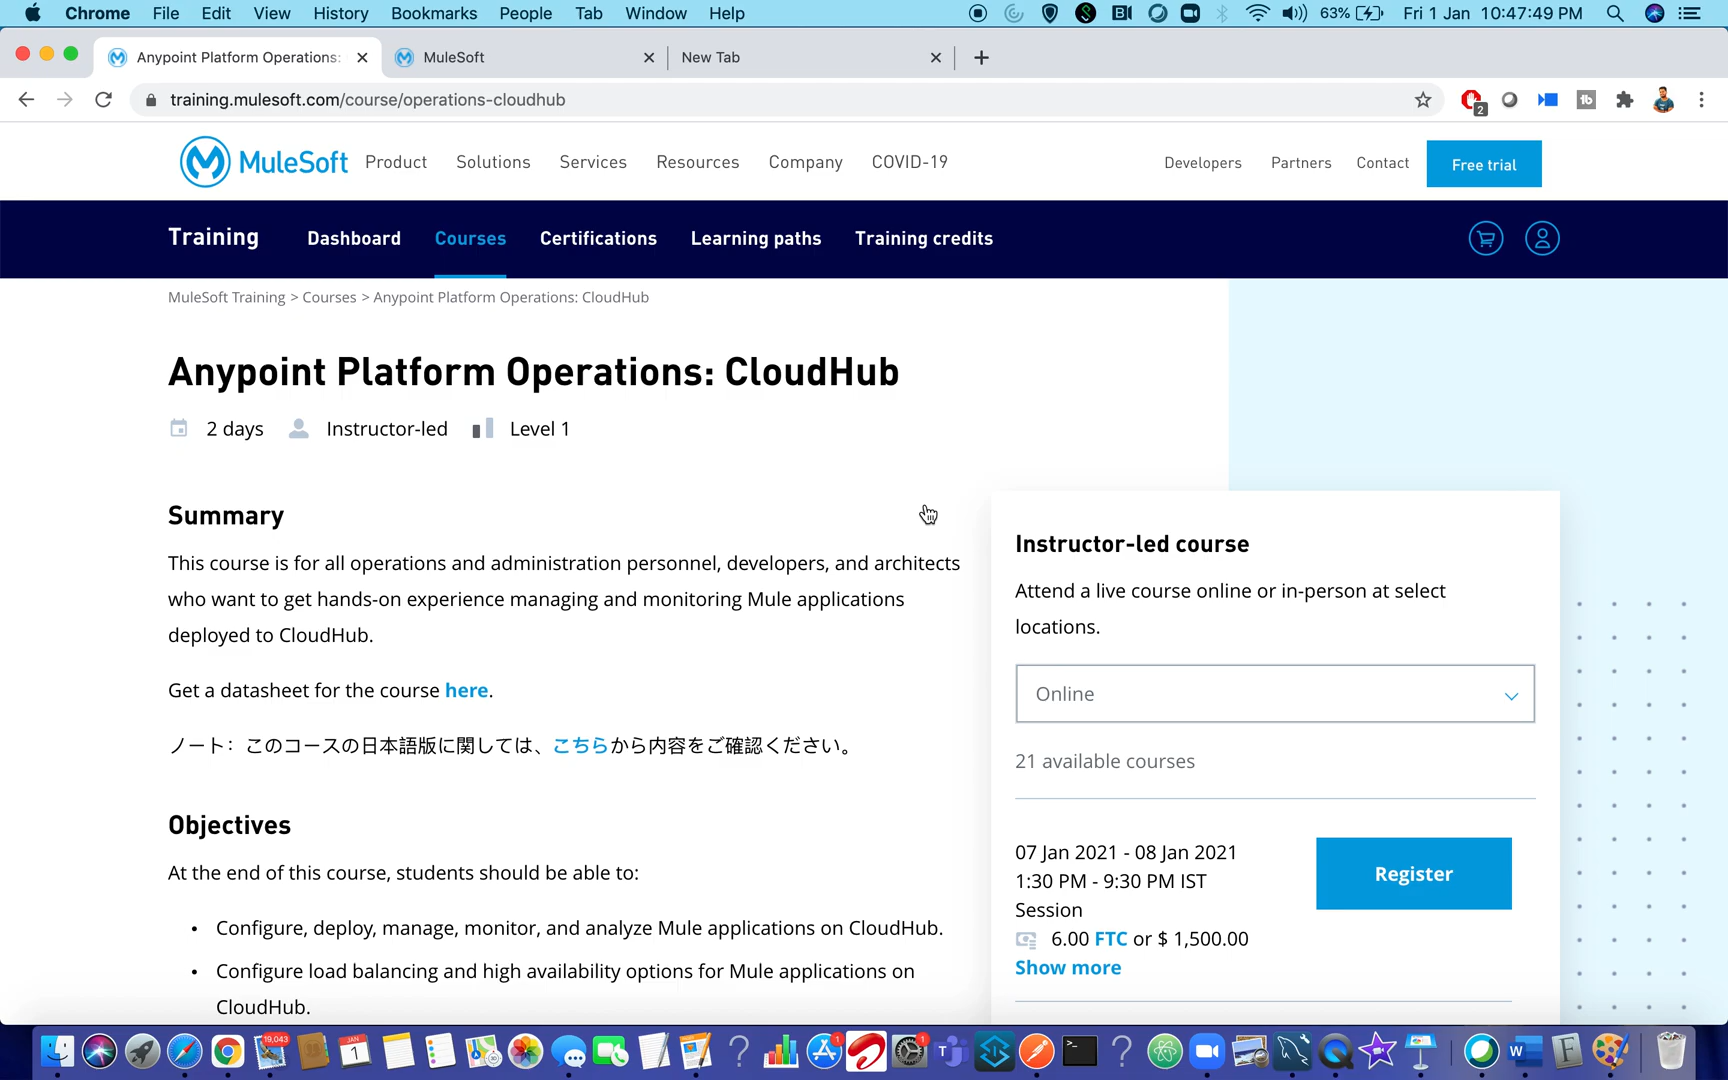 Chrome File Edit View History Bookmarks People Tab Window Help 63% Fri 1 Jan 10:47:49 PM
Anypoint Platform Operations: MuleSoft New Tab
training.mulesoft.com/course/operations-cloudhub
2
MuleSoft Product Solutions Services Resources Company COVID-19 Developers Partners Contact Free trial
Training Dashboard Courses Certifications Learning paths Training credits
MuleSoft Training > Courses > Anypoint Platform Operations: CloudHub
Anypoint Platform Operations: CloudHub
2 days Instructor-led Level 1
Summary
This course is for all operations and administration personnel, developers, and architects
who want to get hands-on experience managing and monitoring Mule applications
deployed to CloudHub.
Get a datasheet for the course here.
ノート： このコースの日本語版に関しては、こちらから内容をご確認ください。
Objectives
At the end of this course, students should be able to:
• Configure, deploy, manage, monitor, and analyze Mule applications on CloudHub.
• Configure load balancing and high availability options for Mule applications on
CloudHub.
Instructor-led course
Attend a live course online or in-person at select
locations.
Online
21 available courses
07 Jan 2021 - 08 Jan 2021
1:30 PM - 9:30 PM IST
Session
6.00 FTC or $ 1,500.00
Show more
Register
19,043
JAN
1
1
1